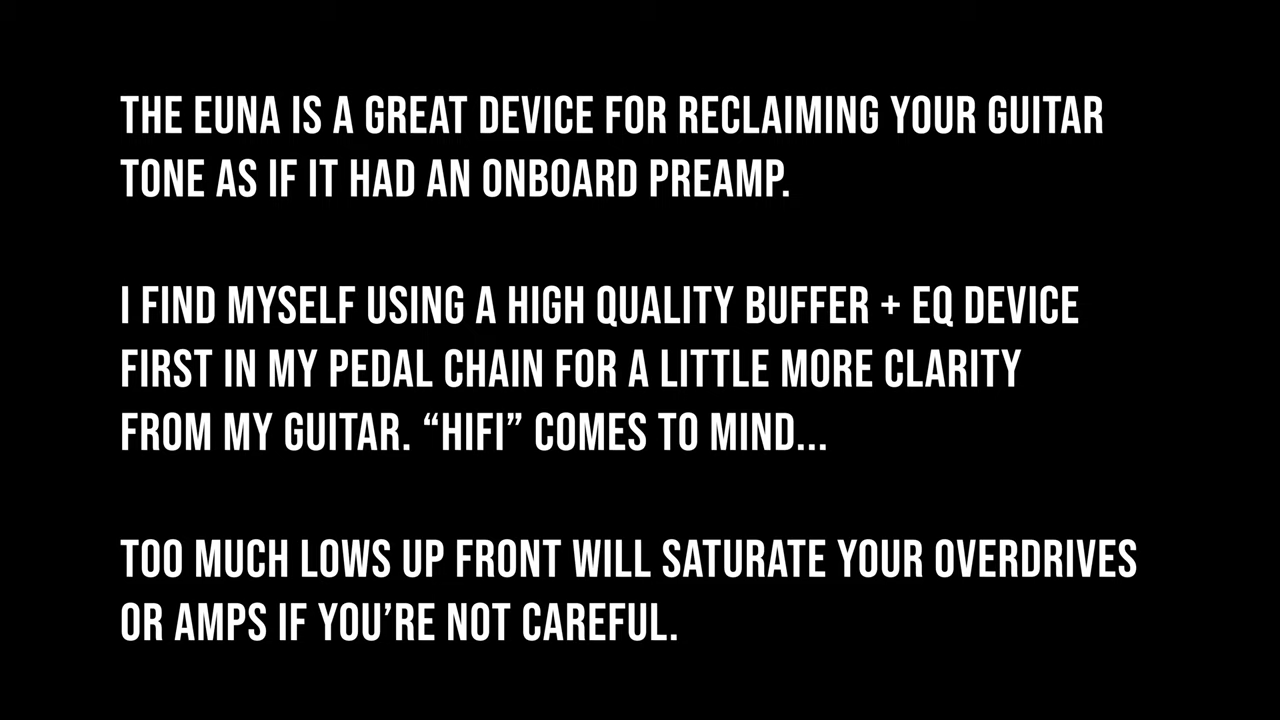 THE EUNA IS A GREAT DEVICE FOR RECLAIMING YOUR GUITAR
TONE AS IF IT HAD AN ONBOARD PREAMP.
I FIND MYSELF USING A HIGH QUALITY BUFFER + EQ DEVICE
FIRST IN MY PEDAL CHAIN FOR A LITTLE MORE CLARITY
FROM MY GUITAR. “HIFI” COMES TO MIND...
TOO MUCH LOWS UP FRONT WILL SATURATE YOUR OVERDRIVES
OR AMPS IF YOU’RE NOT CAREFUL.